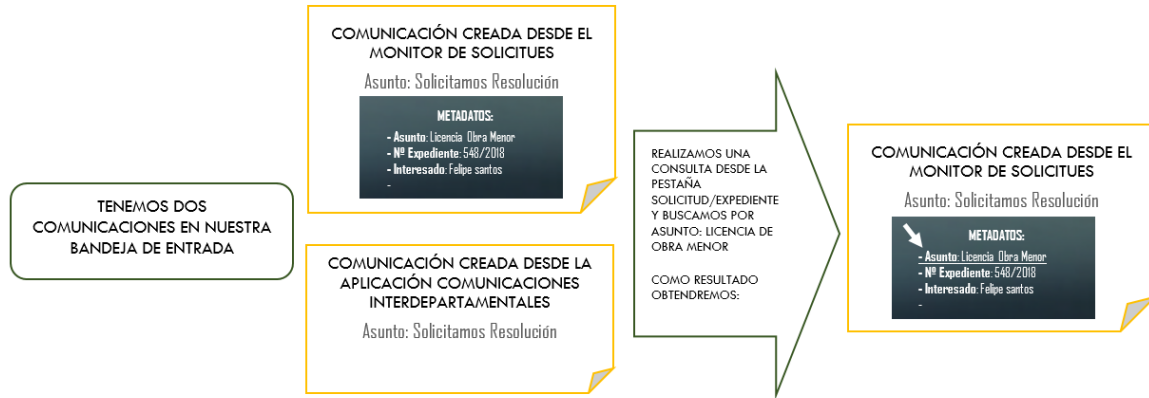 TENEMOS DOS
COMUNICACIONES EN NUESTRA
BANDEJA DE ENTRADA
COMUNICACIÓN CREADA DESDE EL
MONITOR DE SOLICITUES
Asunto: Solicitamos Resolución
METADATOS:
- Asunto: Licencia Obra Menor
- Nº Expediente: 548/2018
- Interesado: Felipe santos
-
COMUNICACIÓN CREADA DESDE LA
APLICACIÓN COMUNICACIONES
INTERDEPARTAMENTALES
Asunto: Solicitamos Resolución
REALIZAMOS UNA
CONSULTA DESDE LA
PESTAÑA
SOLICITUD/EXPEDIENTE
Y BUSCAMOS POR
ASUNTO: LICENCIA DE
OBRA MENOR
COMO RESULTADO
OBTENDREMOS:
COMUNICACIÓN CREADA DESDE EL
MONITOR DE SOLICITUES
Asunto: Solicitamos Resolución
METADATOS:
- Asunto: Licencia Obra Menor
- Nº Expediente: 548/2018
- Interesado: Felipe santos
-